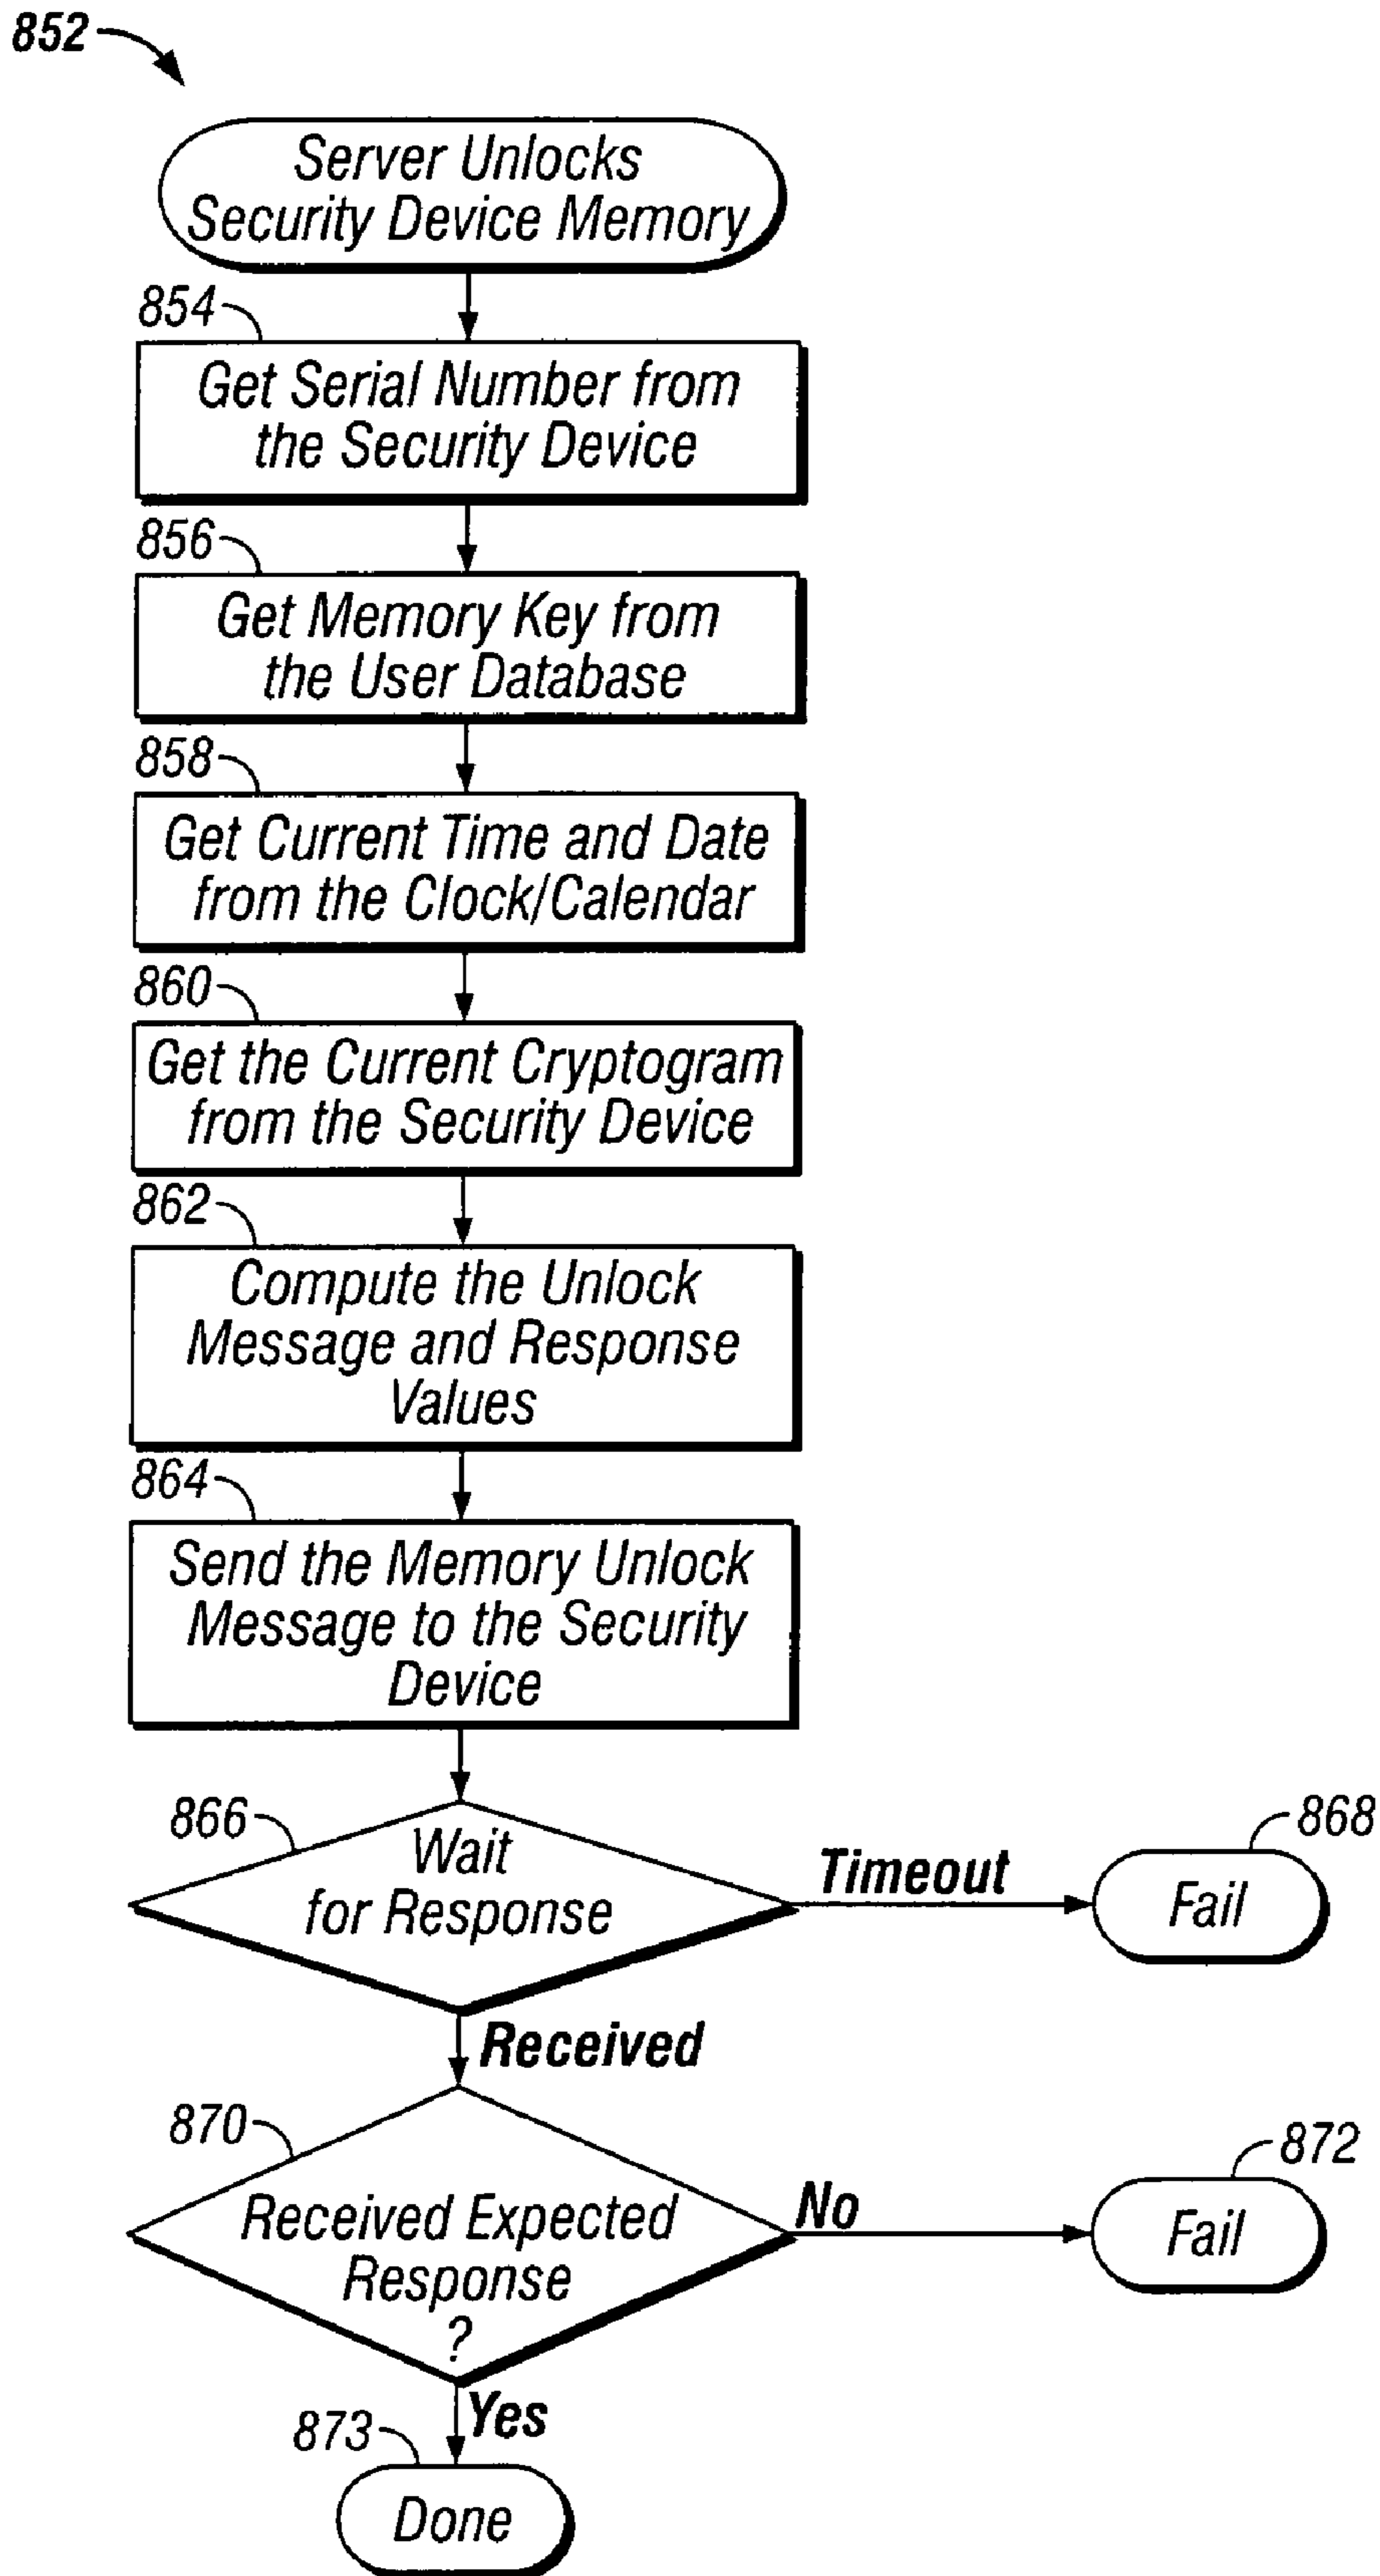 852
Server Unlocks
Security Device Memory
854
Get Serial Number from
the Security Device
856
Get Memory Key from
the User Database
858
Get Current Time and Date
from the Clock/Calendar
860
Get the Current Cryptogram
from the Security Device
862
Compute the Unlock
Message and Response
Values
864
Send the Memory Unlock
Message to the Security
Device
866
Wait
for Response
Timeout
868
Fail
Received
870
Received Expected
Response
?
No
872
Fail
Yes
873
Done